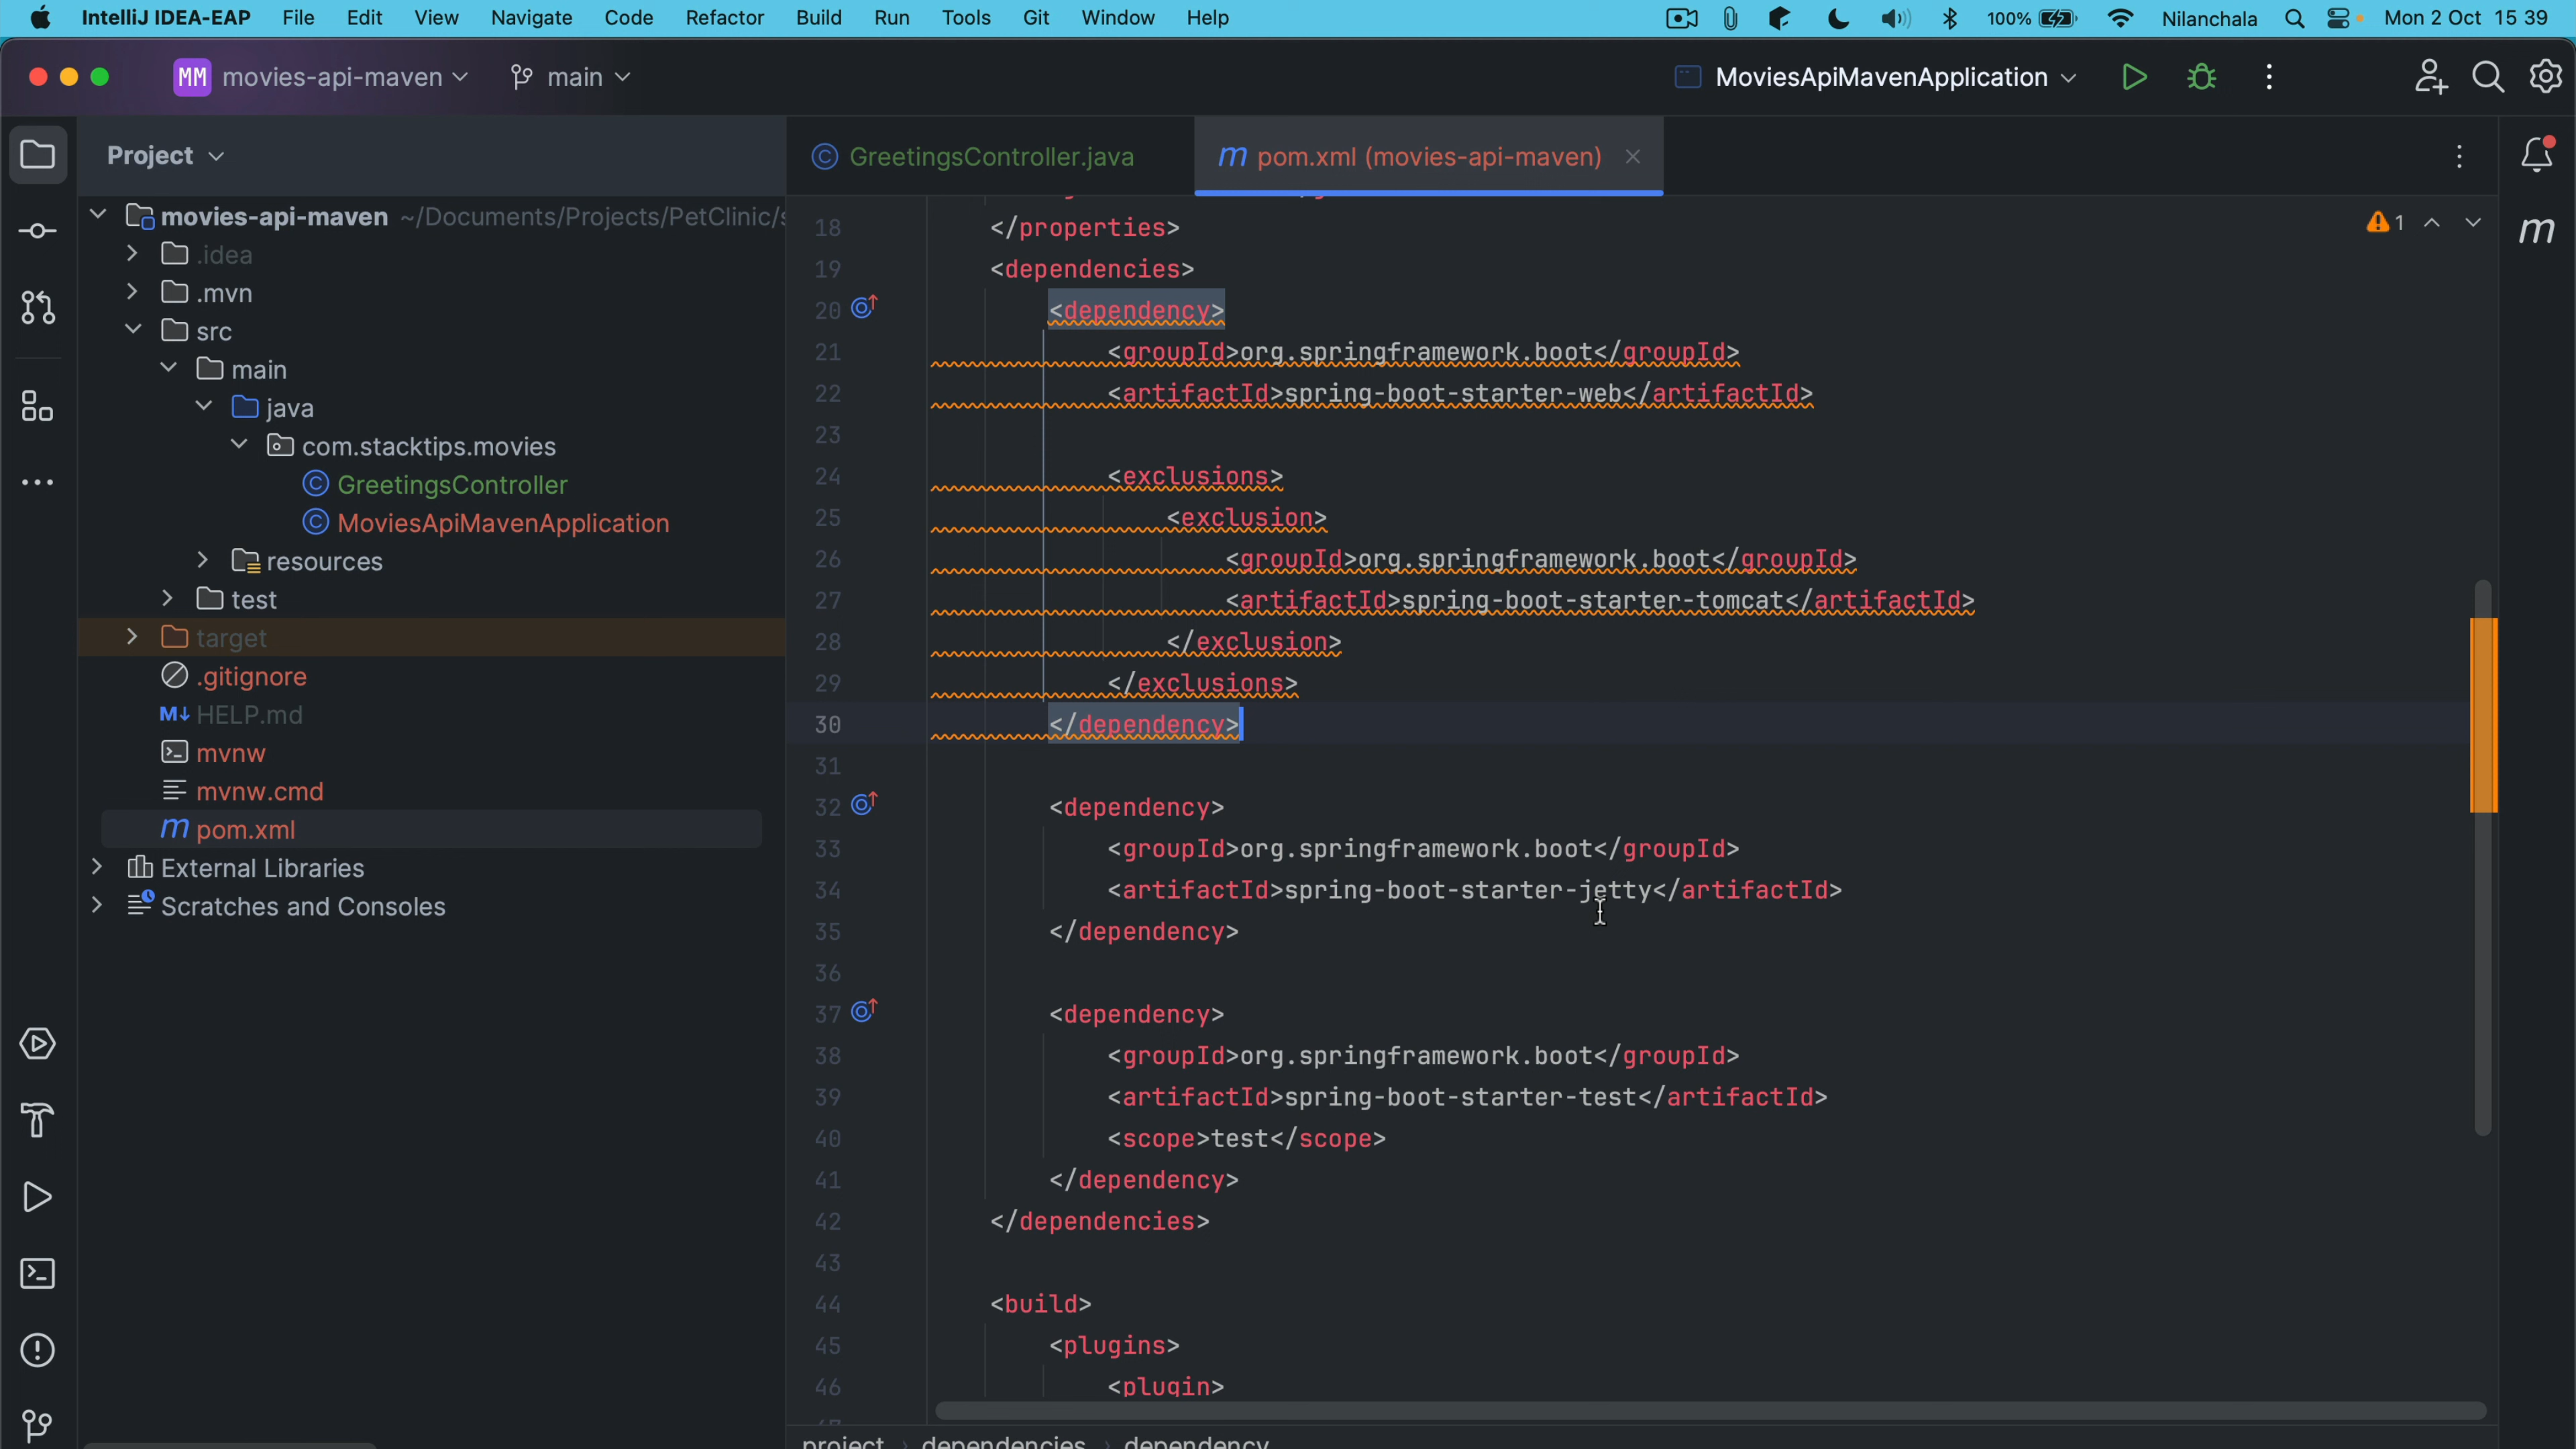 IntelliJ IDEA-EAP File Edit View Navigate Code Refactor Build Run Tools Git Window Help 100% Nilanchala Mon 2 Oct 15 39
MM movies-api-maven main MoviesApiMavenApplication
Project
GreetingsController.java
m pom.xml (movies-api-maven)
movies-api-maven ~/Documents/Projects/PetClinic/s
.idea
.mvn
src
main
java
com.stacktips.movies
GreetingsController
MoviesApiMavenApplication
resources
test
target
.gitignore
M↓ HELP.md
mvnw
mvnw.cmd
m pom.xml
External Libraries
Scratches and Consoles
1
m
18 </properties>
19 <dependencies>
20 <dependency>
21 <groupId>org.springframework.boot</groupId>
22 <artifactId>spring-boot-starter-web</artifactId>
23
24 <exclusions>
25 <exclusion>
26 <groupId>org.springframework.boot</groupId>
27 <artifactId>spring-boot-starter-tomcat</artifactId>
28 </exclusion>
29 </exclusions>
30 </dependency>
31
32 <dependency>
33 <groupId>org.springframework.boot</groupId>
34 <artifactId>spring-boot-starter-jetty</artifactId>
35 </dependency>
36
37 <dependency>
38 <groupId>org.springframework.boot</groupId>
39 <artifactId>spring-boot-starter-test</artifactId>
40 <scope>test</scope>
41 </dependency>
42 </dependencies>
43
44 <build>
45 <plugins>
46 <plugin>
project › dependencies › dependency